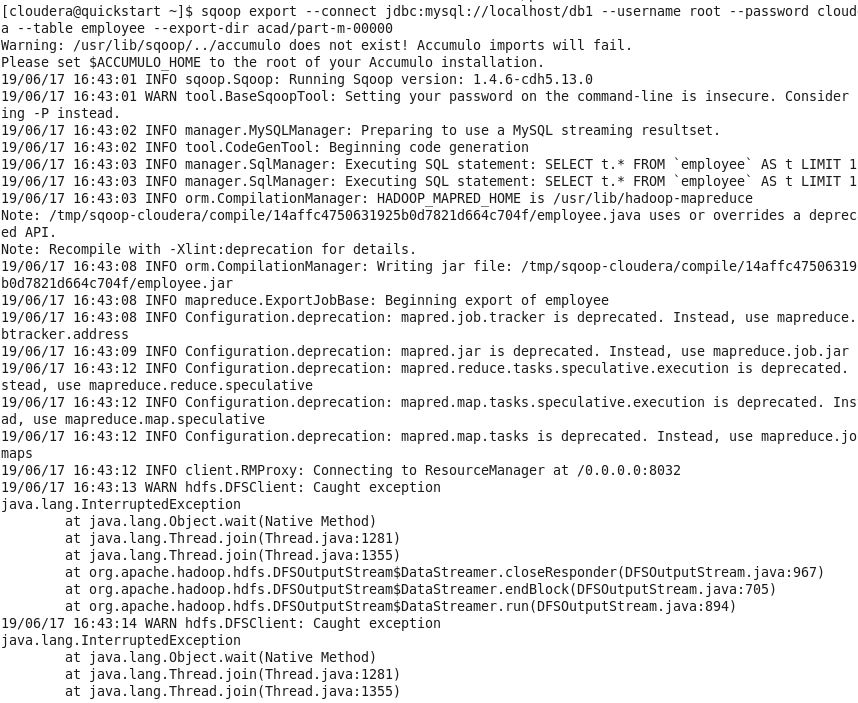 [cloudera@quickstart ~]$ sqoop export --connect jdbc:mysql://localhost/db1 --username root --password cloud
a --table employee --export-dir acad/part-m-00000
Warning: /usr/lib/sqoop/../accumulo does not exist! Accumulo imports will fail.
Please set $ACCUMULO_HOME to the root of your Accumulo installation.
19/06/17 16:43:01 INFO sqoop.Sqoop: Running Sqoop version: 1.4.6-cdh5.13.0
19/06/17 16:43:01 WARN tool.BaseSqoopTool: Setting your password on the command-line is insecure. Consider
ing -P instead.
19/06/17 16:43:02 INFO manager.MySQLManager: Preparing to use a MySQL streaming resultset.
19/06/17 16:43:02 INFO tool.CodeGenTool: Beginning code generation
19/06/17 16:43:03 INFO manager.SqlManager: Executing SQL statement: SELECT t.* FROM `employee` AS t LIMIT 1
19/06/17 16:43:03 INFO manager.SqlManager: Executing SQL statement: SELECT t.* FROM `employee` AS t LIMIT 1
19/06/17 16:43:03 INFO orm.CompilationManager: HADOOP_MAPRED_HOME is /usr/lib/hadoop-mapreduce
Note: /tmp/sqoop-cloudera/compile/14affc4750631925b0d7821d664c704f/employee.java uses or overrides a deprec
ed API.
Note: Recompile with -Xlint:deprecation for details.
19/06/17 16:43:08 INFO orm.CompilationManager: Writing jar file: /tmp/sqoop-cloudera/compile/14affc47506319
b0d7821d664c704f/employee.jar
19/06/17 16:43:08 INFO mapreduce.ExportJobBase: Beginning export of employee
19/06/17 16:43:08 INFO Configuration.deprecation: mapred.job.tracker is deprecated. Instead, use mapreduce.
btracker.address
19/06/17 16:43:09 INFO Configuration.deprecation: mapred.jar is deprecated. Instead, use mapreduce.job.jar
19/06/17 16:43:12 INFO Configuration.deprecation: mapred.reduce.tasks.speculative.execution is deprecated.
stead, use mapreduce.reduce.speculative
19/06/17 16:43:12 INFO Configuration.deprecation: mapred.map.tasks.speculative.execution is deprecated. Ins
ad, use mapreduce.map.speculative
19/06/17 16:43:12 INFO Configuration.deprecation: mapred.map.tasks is deprecated. Instead, use mapreduce.jo
maps
19/06/17 16:43:12 INFO client.RMProxy: Connecting to ResourceManager at /0.0.0.0:8032
19/06/17 16:43:13 WARN hdfs.DFSClient: Caught exception
java.lang.InterruptedException
        at java.lang.Object.wait(Native Method)
        at java.lang.Thread.join(Thread.java:1281)
        at java.lang.Thread.join(Thread.java:1355)
        at org.apache.hadoop.hdfs.DFSOutputStream$DataStreamer.closeResponder(DFSOutputStream.java:967)
        at org.apache.hadoop.hdfs.DFSOutputStream$DataStreamer.endBlock(DFSOutputStream.java:705)
        at org.apache.hadoop.hdfs.DFSOutputStream$DataStreamer.run(DFSOutputStream.java:894)
19/06/17 16:43:14 WARN hdfs.DFSClient: Caught exception
java.lang.InterruptedException
        at java.lang.Object.wait(Native Method)
        at java.lang.Thread.join(Thread.java:1281)
        at java.lang.Thread.join(Thread.java:1355)